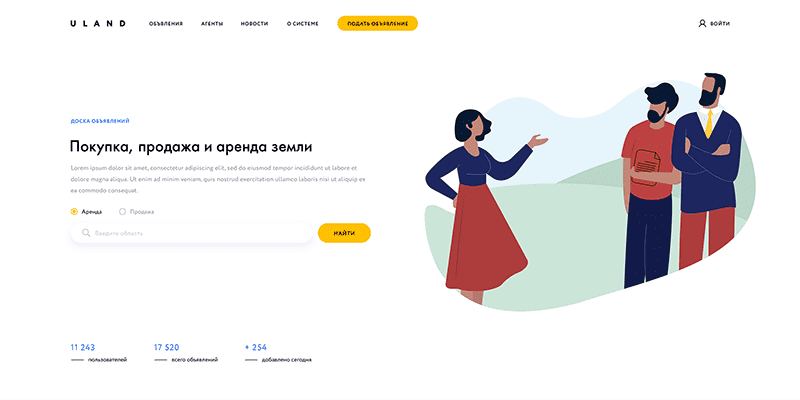 ULAND
ОБЪВЛЕНИЯ АГЕНТЫ НОВОСТИ О СИСТЕМЕ ПОДАТЬ ОБЪЯВЛЕНИЕ ВОЙТИ
ДОСКА ОБЪЯВЛЕНИЙ
Покупка, продажа и аренда земли
Lorem ipsum dolor sit amet, consectetur adipiscing elit, sed do eiusmod tempor incididunt ut labore et
dolore magna aliqua. Ut enim ad minim veniam, quis nostrud exercitation ullamco laboris nisi ut aliquip ex
ea commodo consequat.
Аренда Продажа
Введите область НАЙТИ
11 243 17 520 + 254
пользователей всего объявлений добавлено сегодня